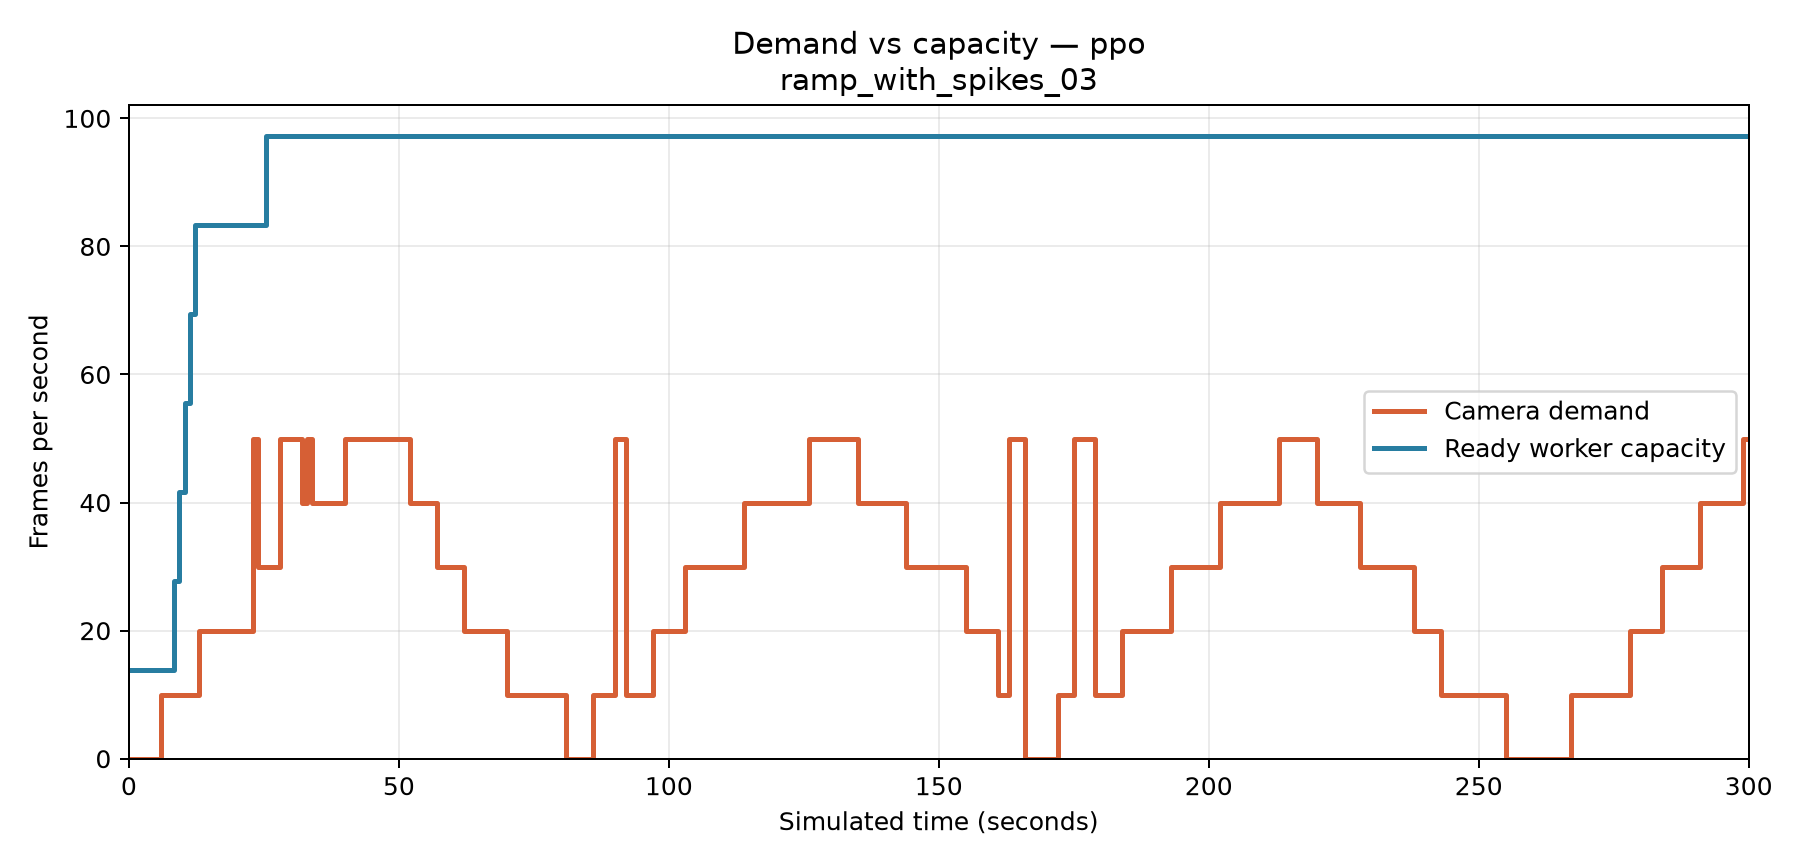 Demand vs capacity — ppo
ramp_with_spikes_03
Frames per second
100
80
60
40
20
0
Camera demand
Ready worker capacity
0 50 100 150 200 250 300
Simulated time (seconds)